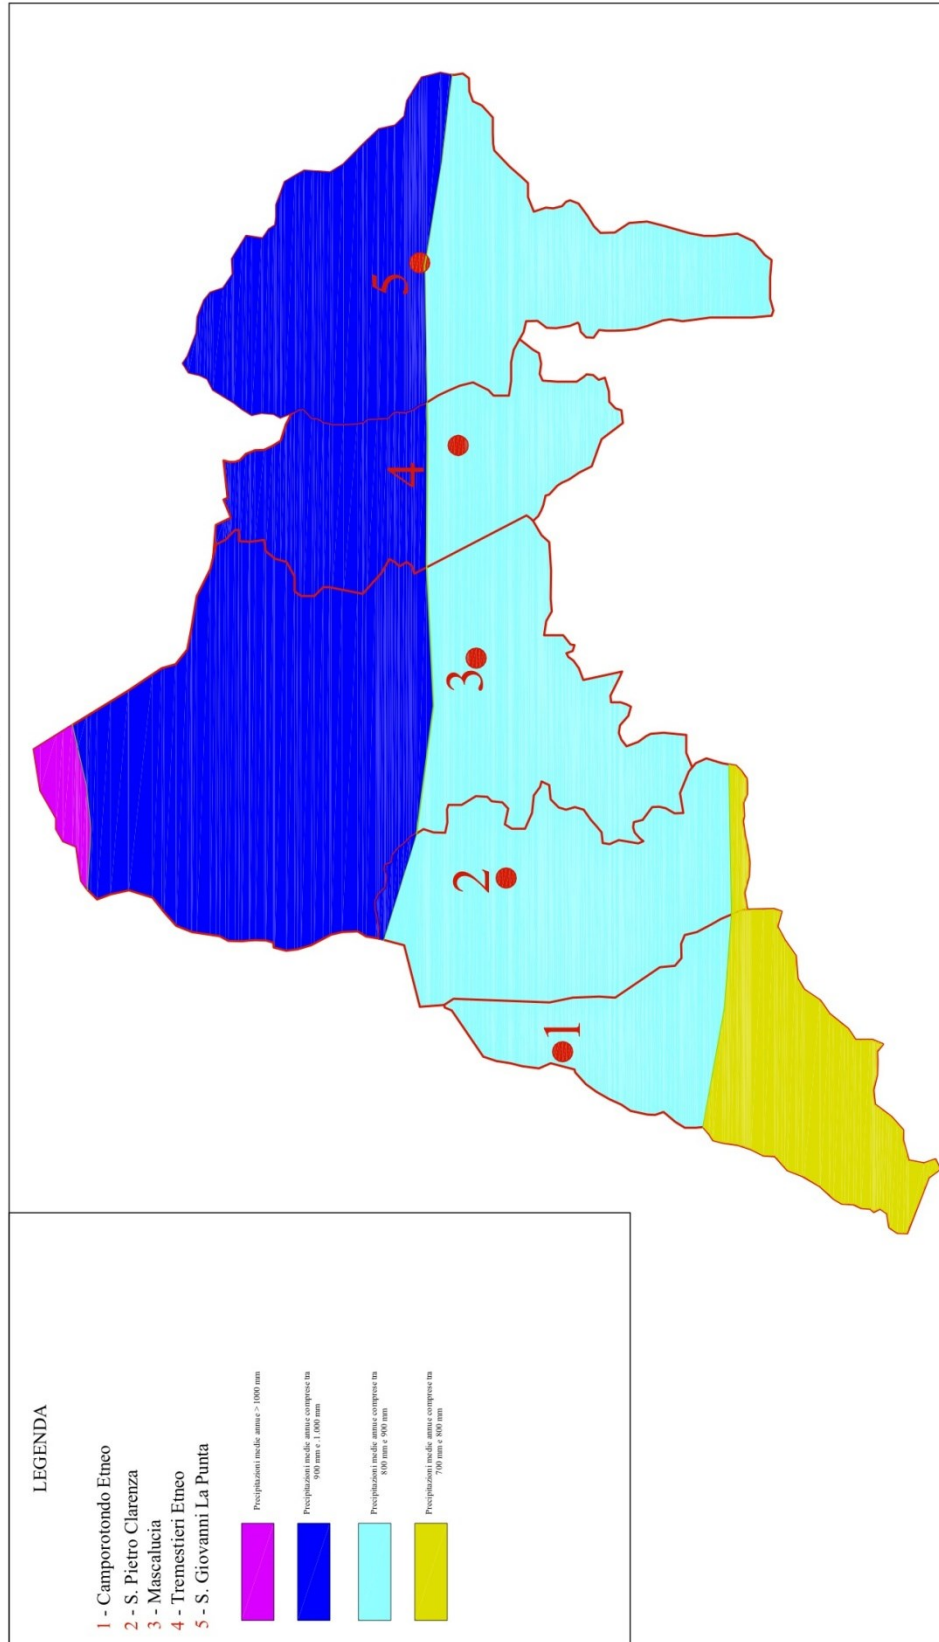 LEGENDA
1 - Camporotondo Etneo
2 - S. Pietro Clarenza
3 - Mascalucia
4 - Tremestieri Etneo
5 - S. Giovanni La Punta
Precipitazioni medie annue > 1000 mm
Precipitazioni medie annue comprese tra
900 mm e .1.000 mm
Precipitazioni medie annue comprese tra
800 mm e 900 mm
Precipitazioni medie annue comprese tra
700 mm e 800 mm
1
2
3
4
5